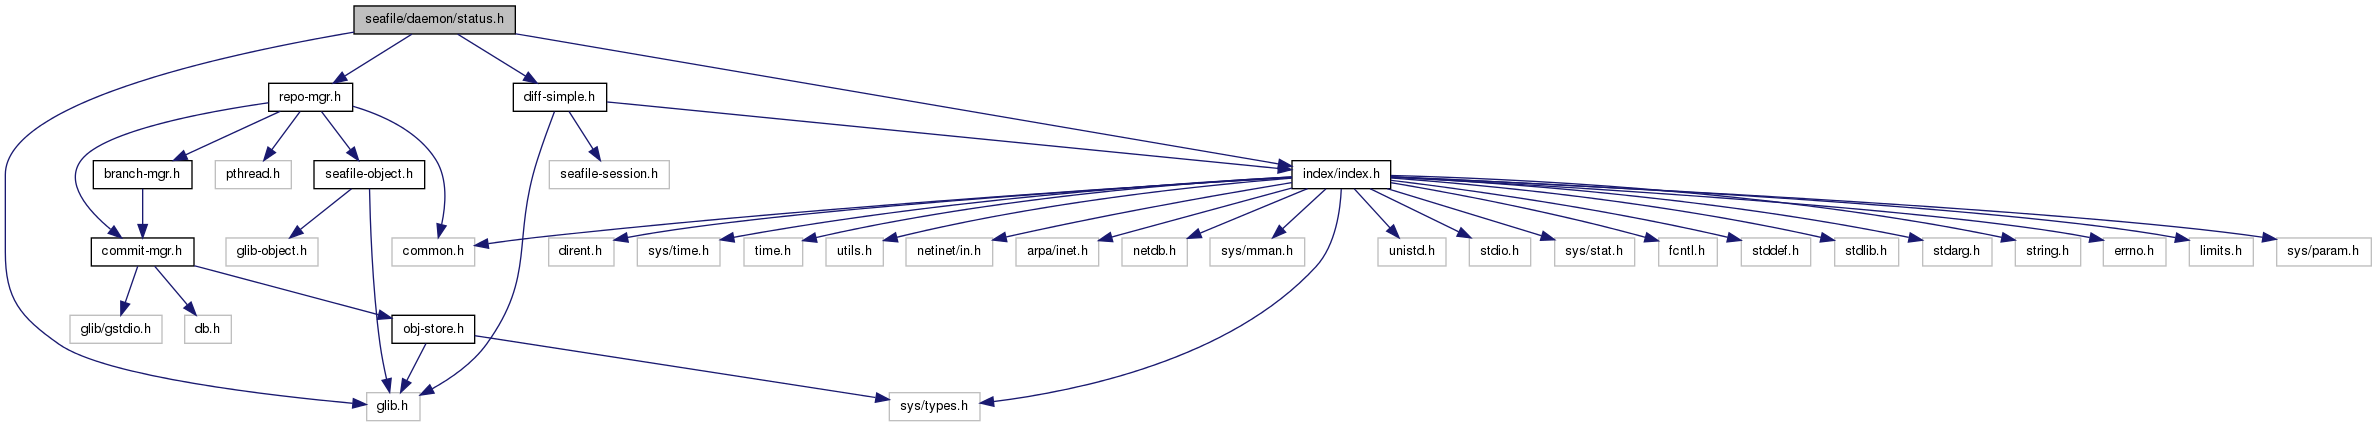 seafile/daemon/status.h
repo-mgr.h
diff-simple.h
branch-mgr.h
pthread.h
seafile-object.h
seafile-session.h
index/index.h
commit-mgr.h
glib-object.h
common.h
dirent.h
sys/time.h
time.h
utils.h
netinet/in.h
arpa/inet.h
netdb.h
sys/mman.h
unistd.h
stdio.h
sys/stat.h
fcntl.h
stddef.h
stdlib.h
stdarg.h
string.h
errno.h
limits.h
sys/param.h
glib/gstdio.h
db.h
obj-store.h
glib.h
sys/types.h